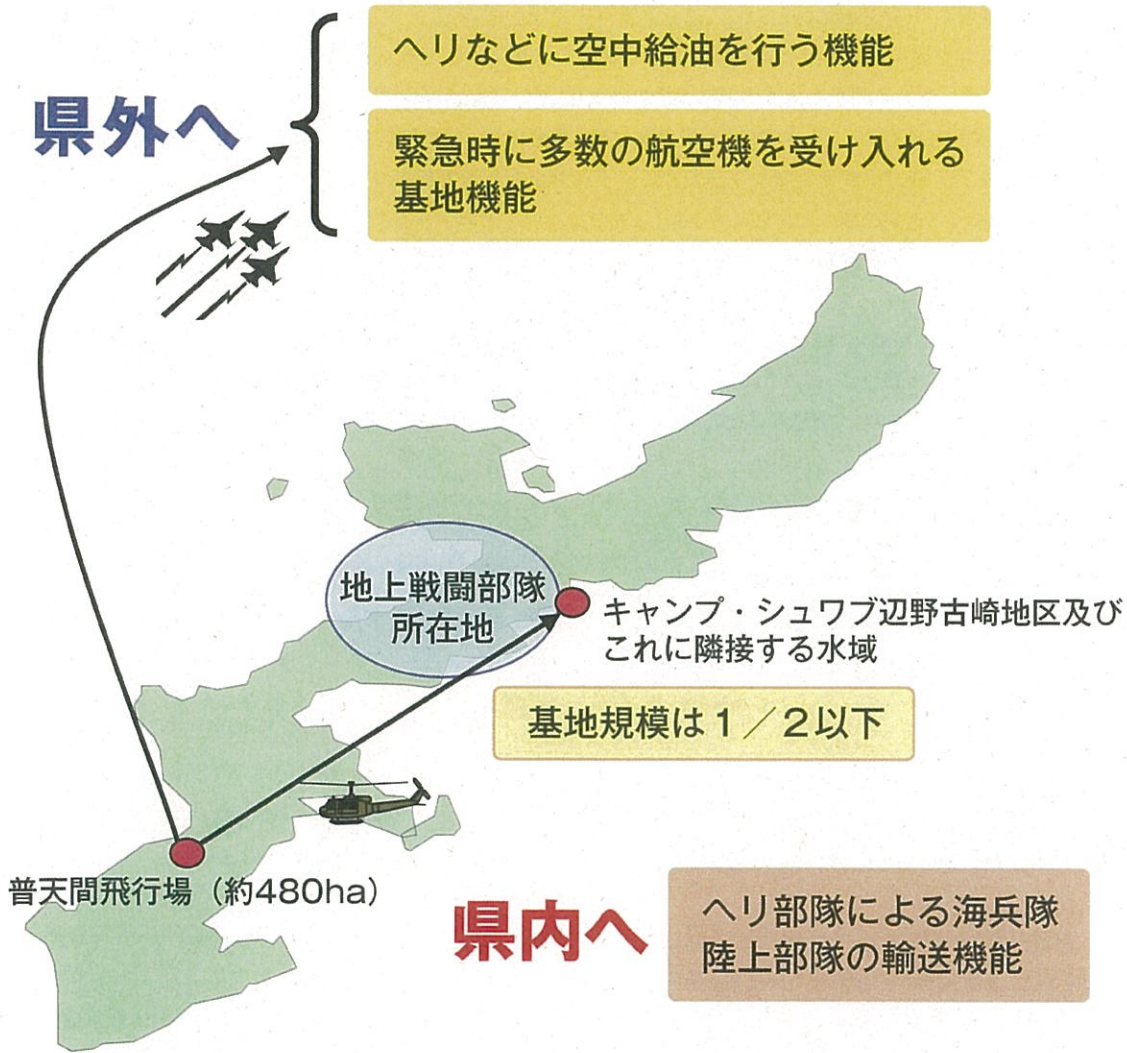 ヘリなどに空中給油を行う機能
県外へ
緊急時に多数の航空機を受け入れる
基地機能
地上戦闘部隊
所在地
キャンプ・シュワブ辺野古崎地区及び
これに隣接する水域
基地規模は１／２以下
普天間飛行場（約480ha）
県内へ
ヘリ部隊による海兵隊
陸上部隊の輸送機能